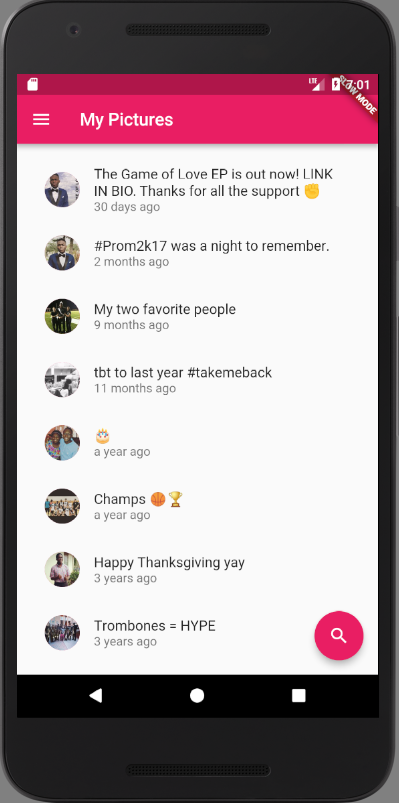 LTE 7:01
SLOW MODE
My Pictures
The Game of Love EP is out now! LINK
IN BIO. Thanks for all the support ✊
30 days ago
#Prom2k17 was a night to remember.
2 months ago
My two favorite people
9 months ago
tbt to last year #takemeback
11 months ago
🎂
a year ago
Champs 🏀🏆
a year ago
Happy Thanksgiving yay
3 years ago
Trombones = HYPE
3 years ago